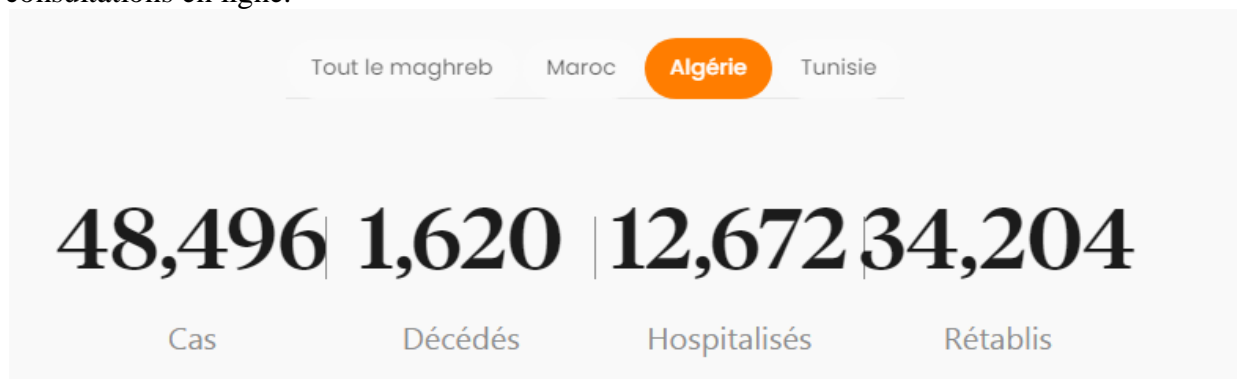 consultations en ligne.
Tout le maghreb Maroc Algérie Tunisie
48,496 1,620 12,672 34,204
Cas Décédés Hospitalisés Rétablis